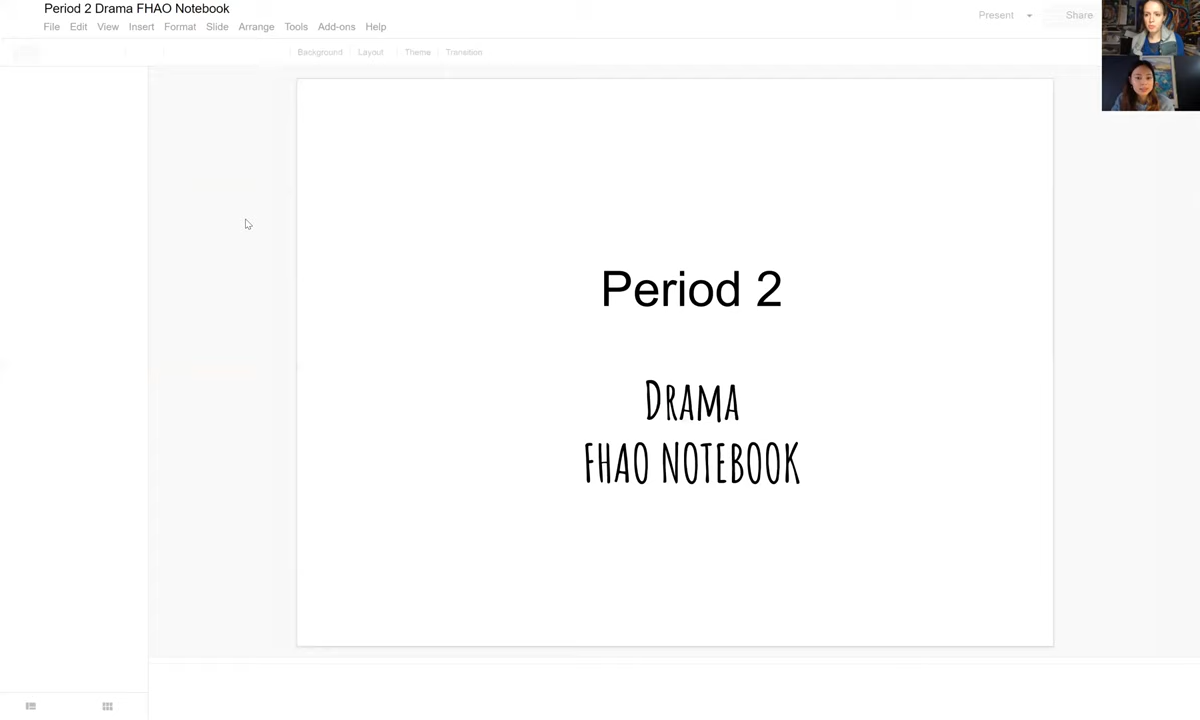 Period 2 Drama FHAO Notebook
File Edit View Insert Format Slide Arrange Tools Add-ons Help
Present Share
Background Layout Theme Transition
Period 2
DRAMA
FHAO NOTEBOOK